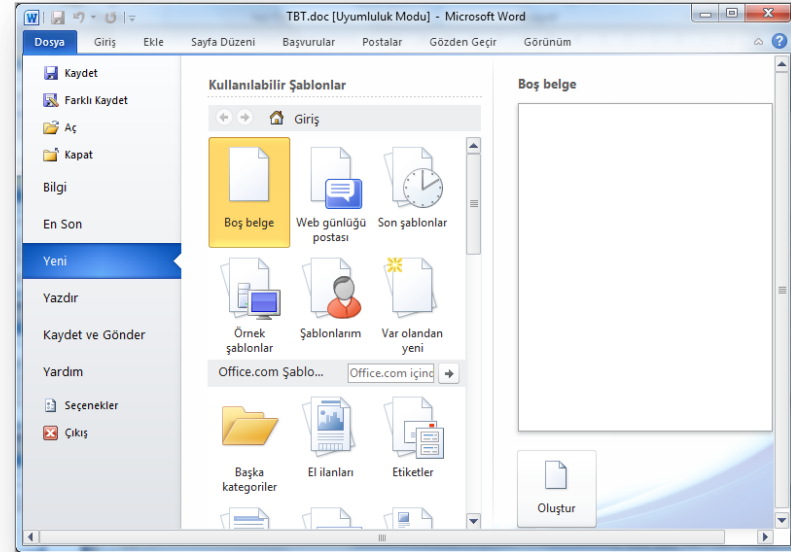 TBT.doc [Uyumluluk Modu] - Microsoft Word
Dosya Giriş Ekle Sayfa Düzeni Başvurular Postalar Gözden Geçir Görünüm
Kaydet
Farklı Kaydet
Aç
Kapat
Bilgi
En Son
Yeni
Yazdır
Kaydet ve Gönder
Yardım
Seçenekler
Çıkış
Kullanılabilir Şablonlar
Giriş
Boş belge
Web günlüğü
postası
Son şablonlar
Örnek
şablonlar
Şablonlarım
Var olandan
yeni
Office.com Şablo... Office.com içind
Başka
kategoriler
El ilanları
Etiketler
Boş belge
Oluştur